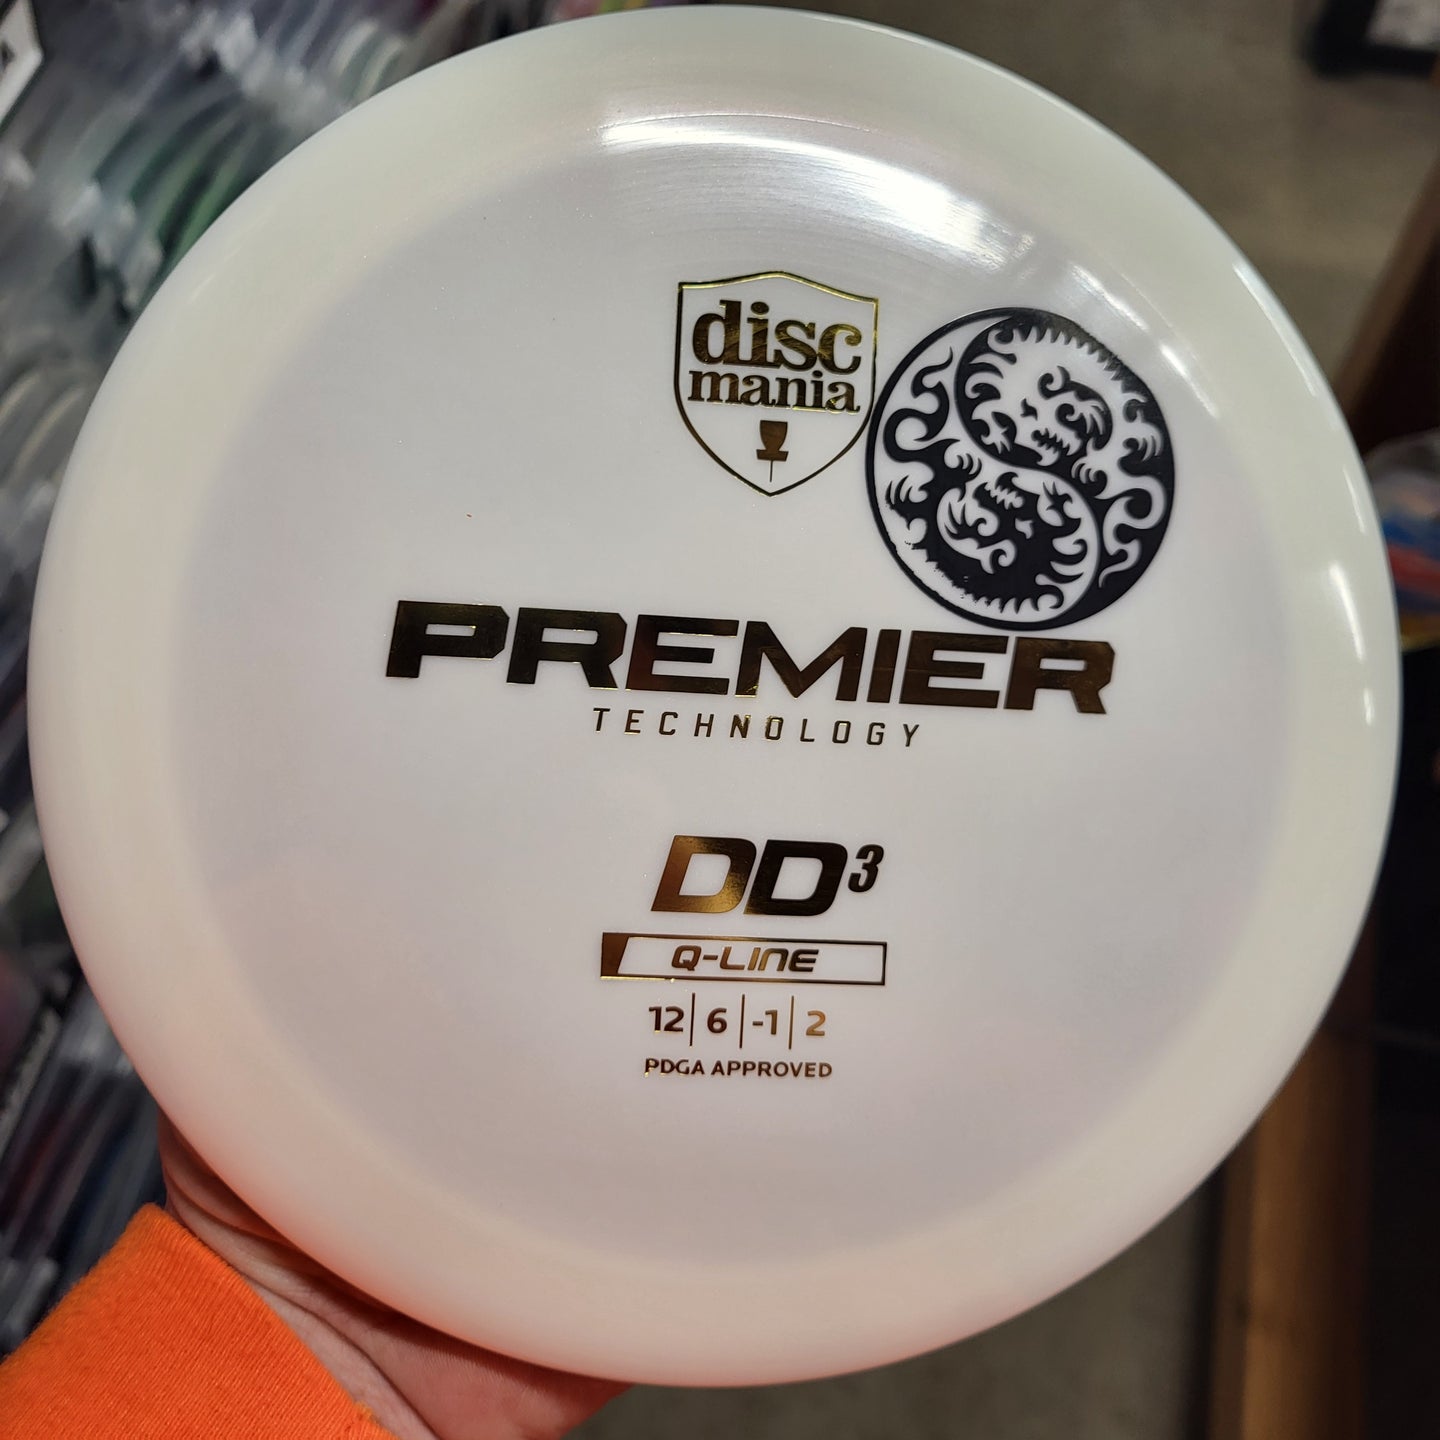 disc
mania
PREMIER
TECHNOLOGY
DD³
Q-LINE
12 | 6 | -1 | 2
PDGA APPROVED